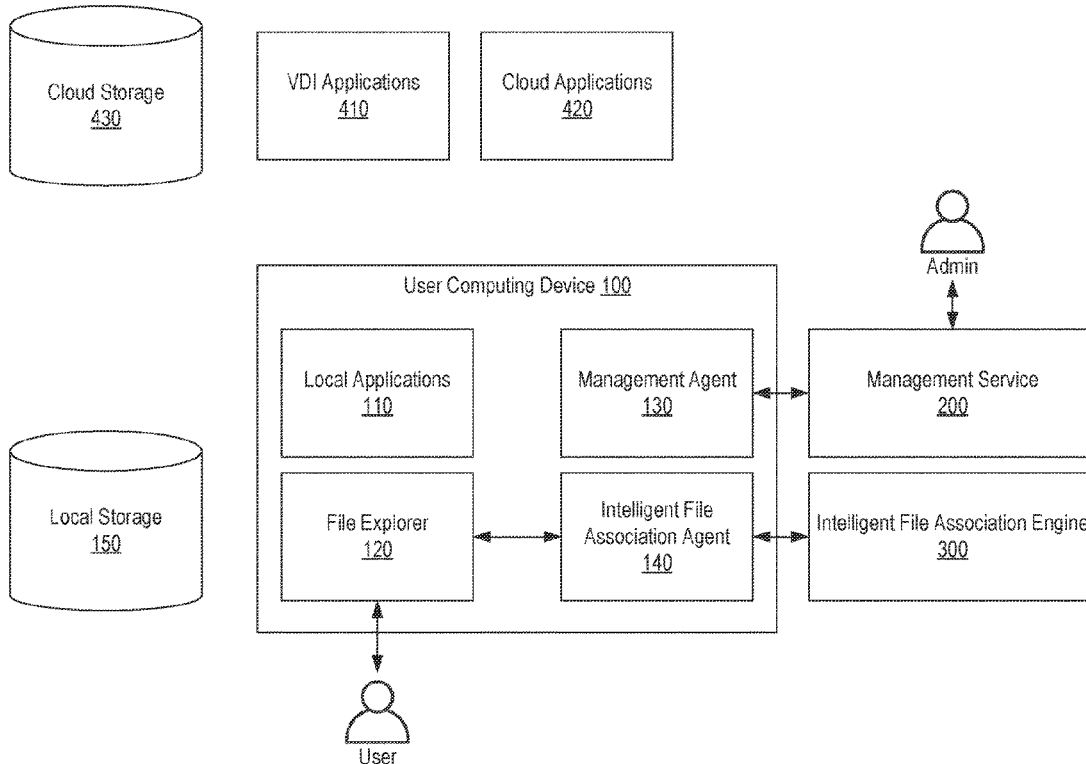 Cloud Storage
430
VDI Applications
410
Cloud Applications
420
Admin
User Computing Device 100
Local Applications
110
Management Agent
130
Management Service
200
Local Storage
150
File Explorer
120
Intelligent File
Association Agent
140
Intelligent File Association Engine
300
User